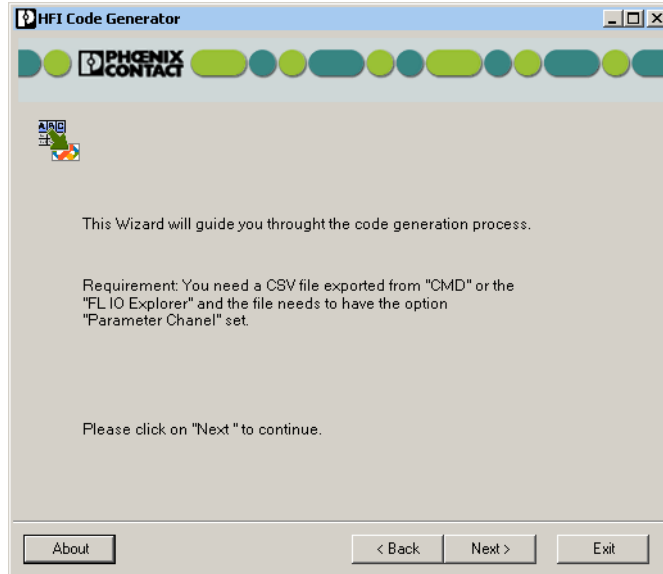 HFI Code Generator
PHŒNIX
CONTACT
ABC
This Wizard will guide you throught the code generation process.
Requirement: You need a CSV file exported from "CMD" or the
"FL IO Explorer" and the file needs to have the option
"Parameter Chanel" set.
Please click on "Next " to continue.
About
< Back
Next >
Exit